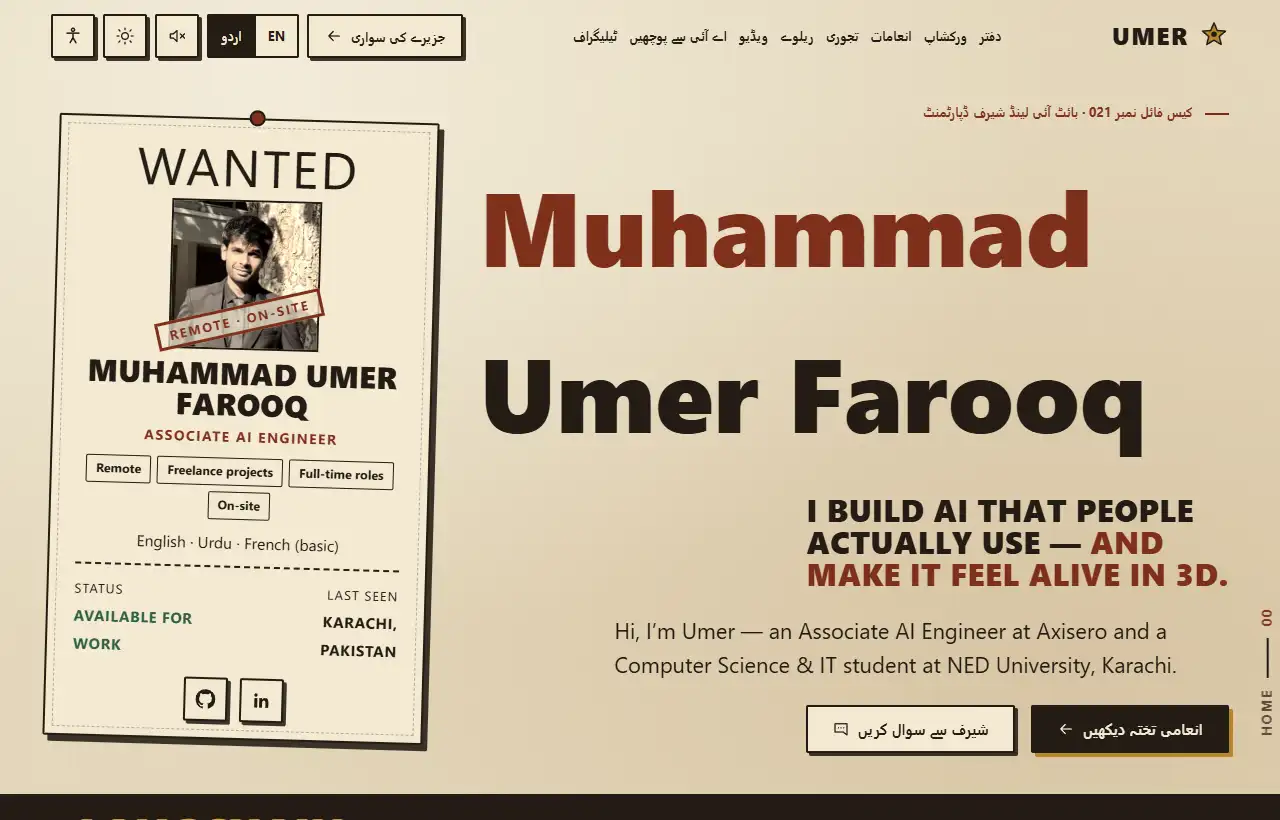 UMER
دفتر ورکشاپ انعامات تجوری ریلوے ویڈیو اے آئی سے پوچھیں ٹیلیگراف
جزیرے کی سواری
EN
اردو
کیس فائل نمبر 021 · بائٹ آئی لینڈ شیرف ڈپارٹمنٹ
Muhammad
Umer Farooq
I BUILD AI THAT PEOPLE
ACTUALLY USE — AND
MAKE IT FEEL ALIVE IN 3D.
Hi, I’m Umer — an Associate AI Engineer at Axisero and a
Computer Science & IT student at NED University, Karachi.
انعامی تختہ دیکھیں
شیرف سے سوال کریں
WANTED
REMOTE · ON-SITE
MUHAMMAD UMER
FAROOQ
ASSOCIATE AI ENGINEER
Remote
Freelance projects
Full-time roles
On-site
English · Urdu · French (basic)
STATUS
AVAILABLE FOR
WORK
LAST SEEN
KARACHI,
PAKISTAN
in
00
HOME